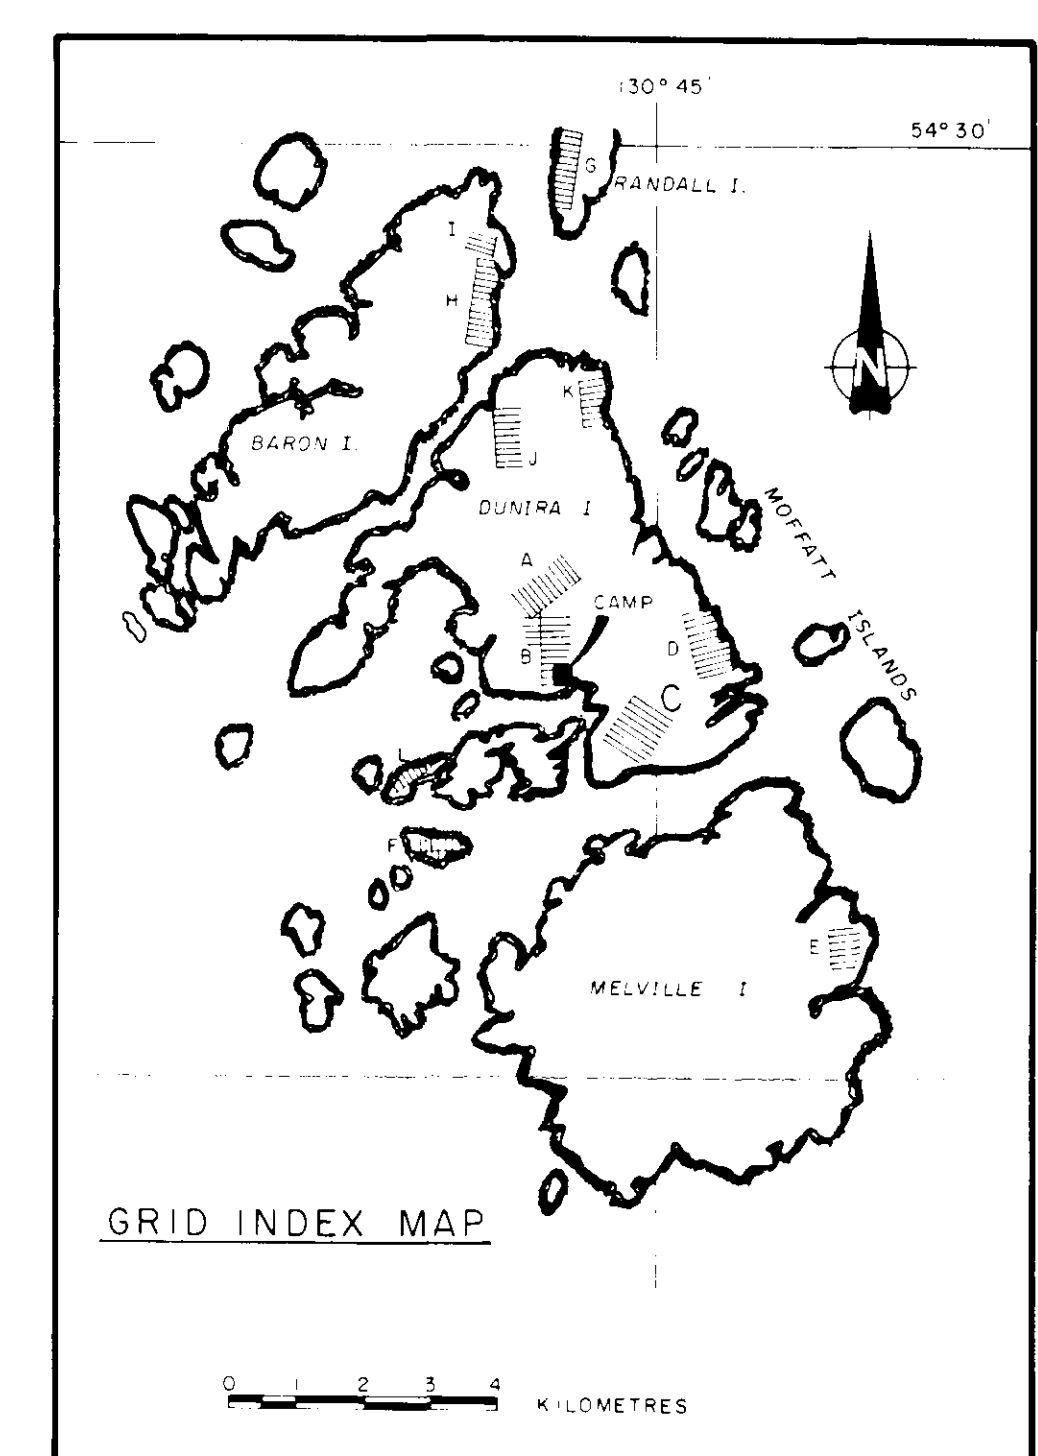 130° 45'
54° 30'
G
RANDALL I.
I
H
N
K
BARON I.
J
DUNIRA I
MOFFATT ISLANDS
A
CAMP
B
D
C
L
F
E
MELVILLE I
GRID INDEX MAP
0 1 2 3 4
KILOMETRES